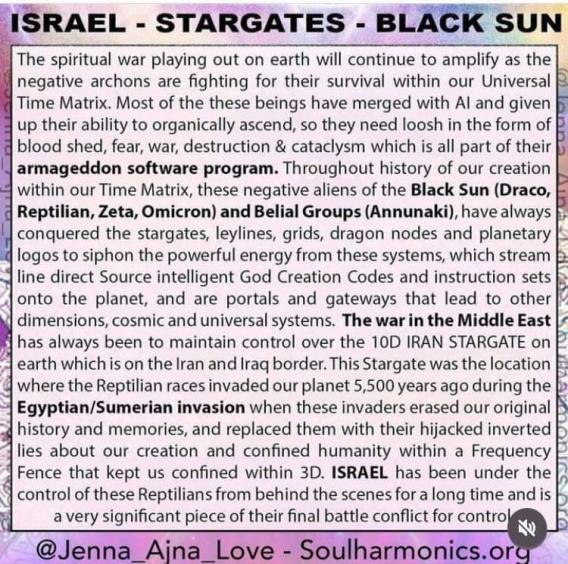 ISRAEL - STARGATES - BLACK SUN
The spiritual war playing out on earth will continue to amplify as the
negative archons are fighting for their survival within our Universal
Time Matrix. Most of the these beings have merged with AI and given
up their ability to organically ascend, so they need loosh in the form of
blood shed, fear, war, destruction & cataclysm which is all part of their
armageddon software program. Throughout history of our creation
within our Time Matrix, these negative aliens of the Black Sun (Draco,
Reptilian, Zeta, Omicron) and Belial Groups (Annunaki), have always
conquered the stargates, leylines, grids, dragon nodes and planetary
logos to siphon the powerful energy from these systems, which stream
line direct Source intelligent God Creation Codes and instruction sets
onto the planet, and are portals and gateways that lead to other
dimensions, cosmic and universal systems. The war in the Middle East
has always been to maintain control over the 10D IRAN STARGATE on
earth which is on the Iran and Iraq border. This Stargate was the location
where the Reptilian races invaded our planet 5,500 years ago during the
Egyptian/Sumerian invasion when these invaders erased our original
history and memories, and replaced them with their hijacked inverted
lies about our creation and confined humanity within a Frequency
Fence that kept us confined within 3D. ISRAEL has been under the
control of these Reptilians from behind the scenes for a long time and is
a very significant piece of their final battle conflict for control
@Jenna_Ajna_Love - Soulharmonics.org